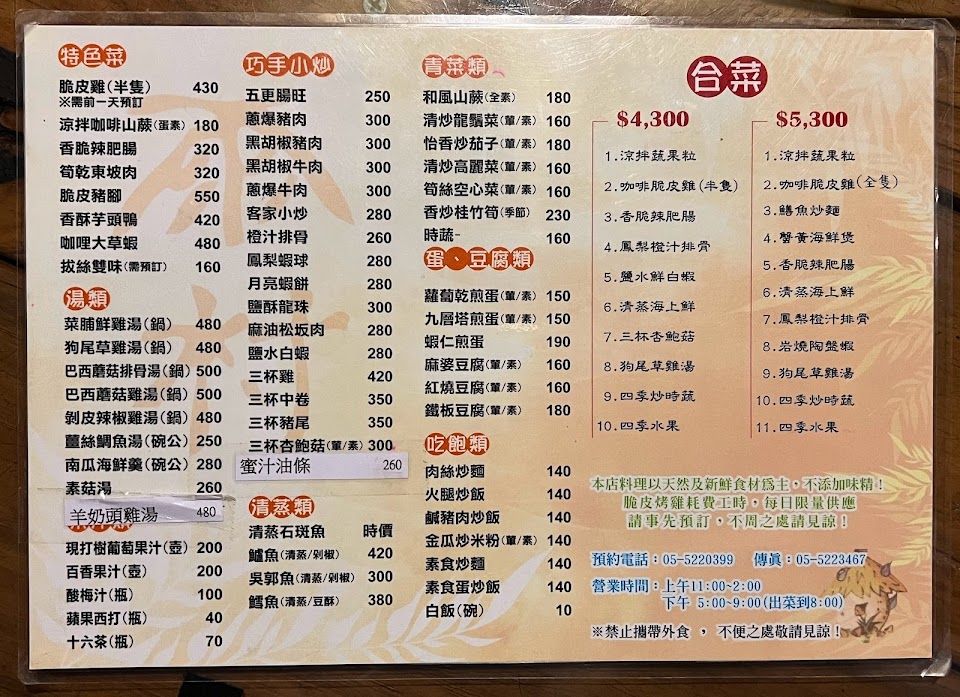 特色菜
脆皮雞(半隻) 430
※需前一天預訂
涼拌咖啡山蕨(蛋素) 180
香脆辣肥腸 320
筍乾東坡肉 320
脆皮豬腳 550
香酥芋頭鴨 420
咖哩大草蝦 480
拔絲雙味(需預訂) 160
湯類
菜脯鮮雞湯(鍋) 480
狗尾草雞湯(鍋) 480
巴西蘑菇排骨湯(鍋) 500
巴西蘑菇雞湯(鍋) 500
剝皮辣椒雞湯(鍋) 480
薑絲鯛魚湯(碗公) 250
南瓜海鮮羹(碗公) 280
素菇湯 260
羊奶頭雞湯 480
現打樹葡萄果汁(壺) 200
百香果汁(壺) 200
酸梅汁(瓶) 100
蘋果西打(瓶) 40
十六茶(瓶) 70
巧手小炒
五更腸旺 250
蔥爆豬肉 300
黑胡椒豬肉 300
黑胡椒牛肉 300
蔥爆牛肉 300
客家小炒 280
橙汁排骨 260
鳳梨蝦球 280
月亮蝦餅 280
鹽酥龍珠 300
麻油松坂肉 280
鹽水白蝦 280
三杯雞 420
三杯中卷 350
三杯豬尾 350
三杯杏鮑菇(葷/素) 300
蜜汁油條 260
清蒸類
清蒸石斑魚 時價
鱸魚(清蒸/剁椒) 420
吳郭魚(清蒸/剁椒) 300
鱈魚(清蒸/豆酥) 380
青菜類
和風山蕨(全素) 180
清炒龍鬚菜(葷/素) 160
怡香炒茄子(葷/素) 180
清炒高麗菜(葷/素) 160
筍絲空心菜(葷/素) 160
香炒桂竹筍(季節) 230
時蔬 160
蛋、豆腐類
蘿蔔乾煎蛋(葷/素) 150
九層塔煎蛋(葷/素) 150
蝦仁煎蛋 190
麻婆豆腐(葷/素) 160
紅燒豆腐(葷/素) 160
鐵板豆腐(葷/素) 180
吃飽類
肉絲炒麵 140
火腿炒飯 140
鹹豬肉炒飯 140
金瓜炒米粉(葷/素) 140
素食炒麵 140
素食蛋炒飯 140
白飯(碗) 10
合菜
$4,300
1.涼拌蔬果粒
2.咖啡脆皮雞(半隻)
3.香脆辣肥腸
4.鳳梨橙汁排骨
5.鹽水鮮白蝦
6.清蒸海上鮮
7.三杯杏鮑菇
8.狗尾草雞湯
9.四季炒時蔬
10.四季水果
$5,300
1.涼拌蔬果粒
2.咖啡脆皮雞(全隻)
3.鱔魚炒麵
4.蟹黃海鮮煲
5.香脆辣肥腸
6.清蒸海上鮮
7.鳳梨橙汁排骨
8.岩燒陶盤蝦
9.狗尾草雞湯
10.四季炒時蔬
11.四季水果
本店料理以天然及新鮮食材為主，不添加味精！
脆皮烤雞耗費工時，每日限量供應
請事先預訂，不周之處請見諒！
預約電話：05-5220399 傳真：05-5223467
營業時間：上午11:00~2:00
下午 5:00~9:00(出菜到8:00)
※禁止攜帶外食 ， 不便之處敬請見諒！